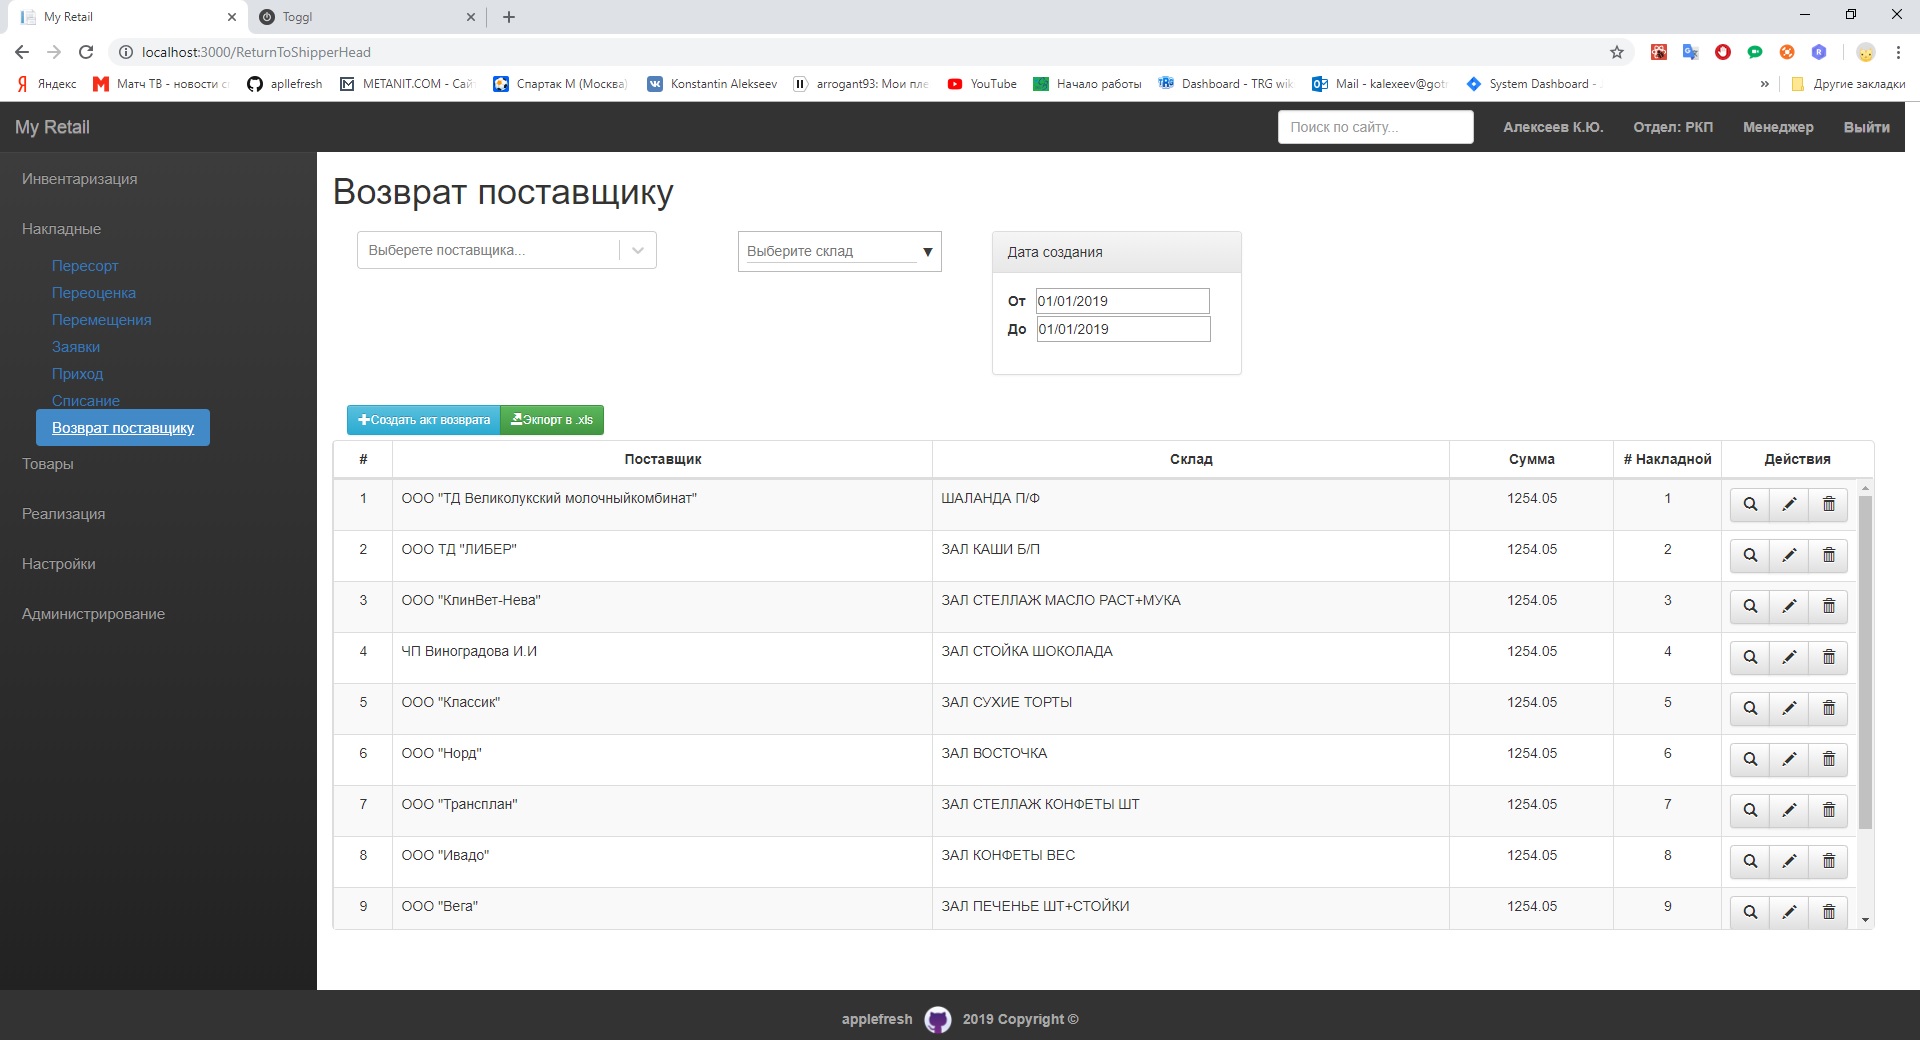 My Retail
Toggl
localhost:3000/ReturnToShipperHead
Яндекс
Матч ТВ - новости с
apllefresh
METANIT.COM - Сай
Спартак М (Москва)
Konstantin Alekseev
arrogant93: Мои пле
YouTube
Начало работы
Dashboard - TRG wik
Mail - kalexeev@gotr
System Dashboard -
»
Другие закладки
My Retail
Поиск по сайту...
Алексеев К.Ю.
Отдел: РКП
Менеджер
Выйти
Инвентаризация
Накладные
Пересорт
Переоценка
Перемещения
Заявки
Приход
Списание
Возврат поставщику
Товары
Реализация
Настройки
Администрирование
Возврат поставщику
Выберете поставщика...
Выберите склад
Дата создания
От 01/01/2019
До 01/01/2019
Создать акт возврата
Экпорт в .xls
# Поставщик Склад Сумма # Накладной Действия
1 ООО "ТД Великолукский молочныйкомбинат" ШАЛАНДА П/Ф 1254.05 1
2 ООО ТД "ЛИБЕР" ЗАЛ КАШИ Б/П 1254.05 2
3 ООО "КлинВет-Нева" ЗАЛ СТЕЛЛАЖ МАСЛО РАСТ+МУКА 1254.05 3
4 ЧП Виноградова И.И ЗАЛ СТОЙКА ШОКОЛАДА 1254.05 4
5 ООО "Классик" ЗАЛ СУХИЕ ТОРТЫ 1254.05 5
6 ООО "Норд" ЗАЛ ВОСТОЧКА 1254.05 6
7 ООО "Трансплан" ЗАЛ СТЕЛЛАЖ КОНФЕТЫ ШТ 1254.05 7
8 ООО "Ивадо" ЗАЛ КОНФЕТЫ ВЕС 1254.05 8
9 ООО "Вега" ЗАЛ ПЕЧЕНЬЕ ШТ+СТОЙКИ 1254.05 9
applefresh 2019 Copyright ©